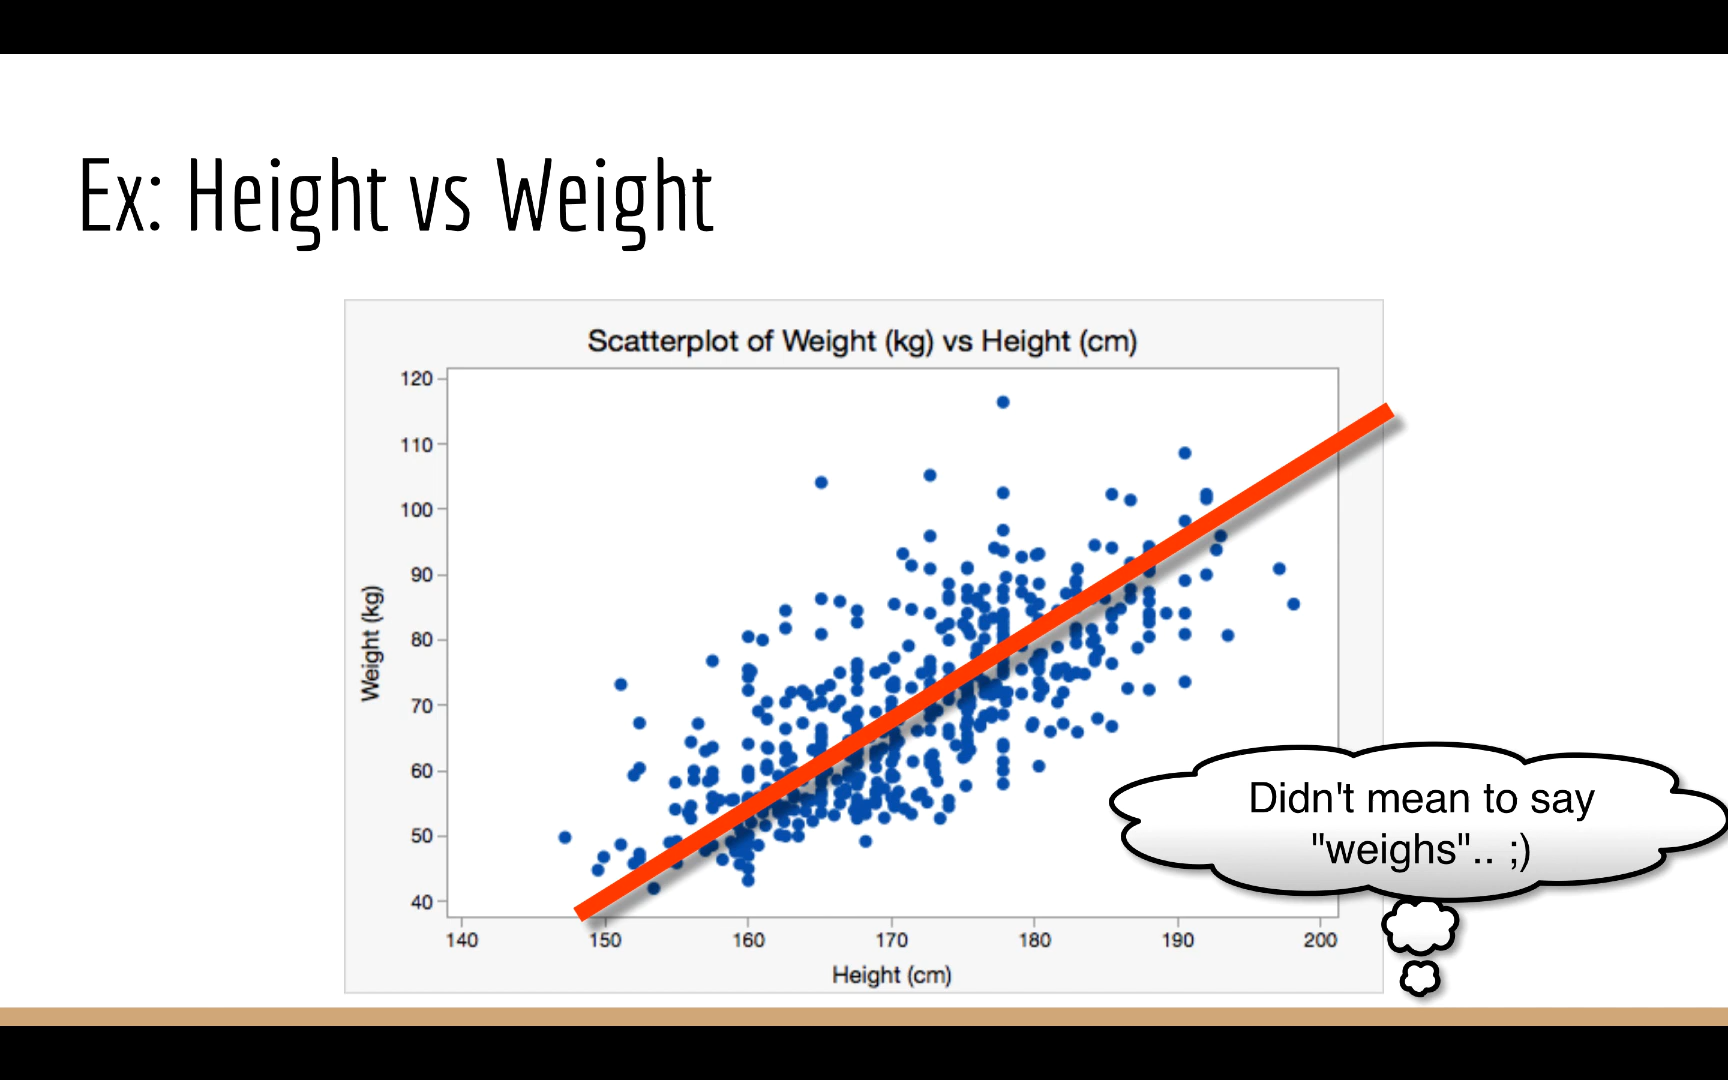 Ex: Height vs Weight
Scatterplot of Weight (kg) vs Height (cm)
120
110
100
90
80
70
60
50
40
Weight (kg)
140 150 160 170 180 190 200
Height (cm)
Didn't mean to say
"weighs".. ;)